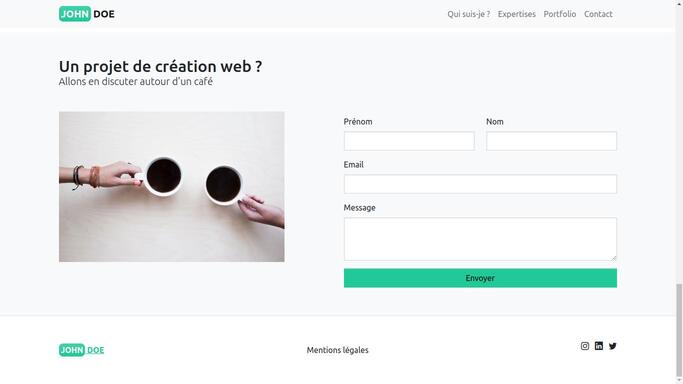 JOHN DOE
Qui suis-je ? Expertises Portfolio Contact
Un projet de création web ?
Allons en discuter autour d'un café
Prénom Nom
Email
Message
Envoyer
JOHN DOE
Mentions légales